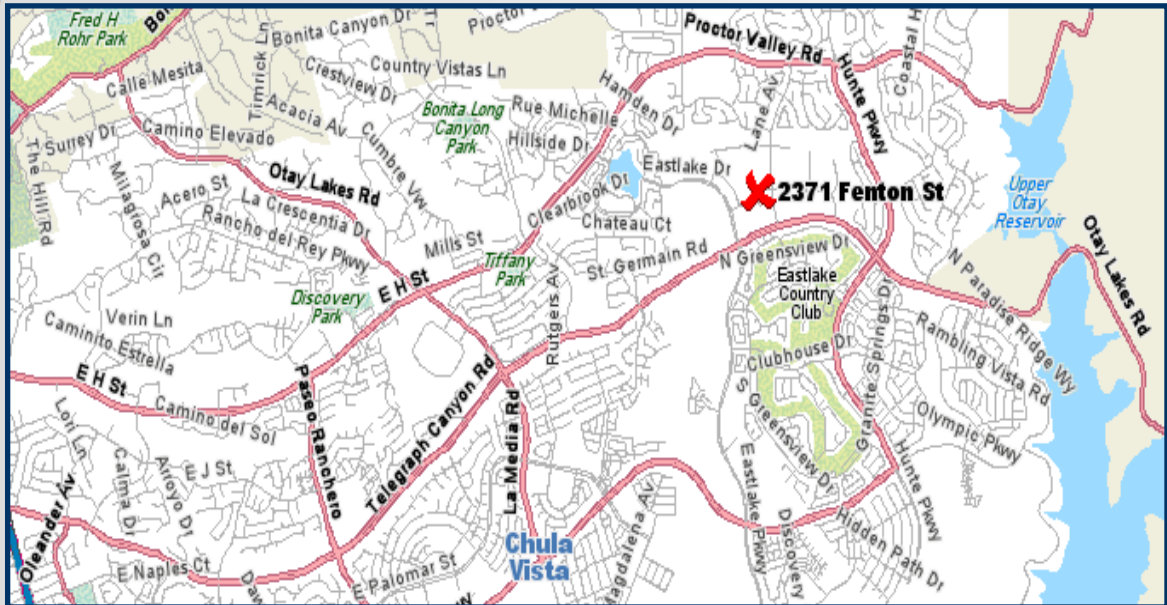 Fred H
Rohr Park
Bonita Canyon Dr
Proctor Valley Rd
Coastal H
Calle Mesita
Timrick Ln
Crestview Dr
Country Vistas Ln
Hunte Pkwy
Surrey Dr
Acacia Av
Bonita Long
Canyon
Park
Rue Michelle
Hamden Dr
Lane Av
The Hill Rd
Camino Elevado
Cumbre Vw
Hillside Dr
Eastlake Dr
Milagrosa Cir
Acero St
Otay Lakes Rd
La Crescentia Dr
Clearbrook Dr
2371 Fenton St
Upper
Otay
Reservoir
Rancho del Rey Pkwy
Mills St
Chateau Ct
Otay Lakes Rd
Tiffany
Park
St. Germain Rd
N Greensview Dr
Discovery
Park
E H St
Rutgers Av
Eastlake
Country
Club
N Paradise Ridge Wy
Verin Ln
Caminito Estrella
Granite Springs Dr
Rambling Vista Rd
Clubhouse Dr
E H St
Camino del Sol
Paseo Ranchero
Telegraph Canyon Rd
La Media Rd
S Greensview Dr
Olympic Pkwy
Lori Ln
Calma Dr
Arroyo Dr
E J St
Eastlake Pkwy
Hunte Pkwy
Oleander Av
Magdalena Av
Discovery
Hidden Path Dr
Chula
Vista
E Naples Ct
Palomar St